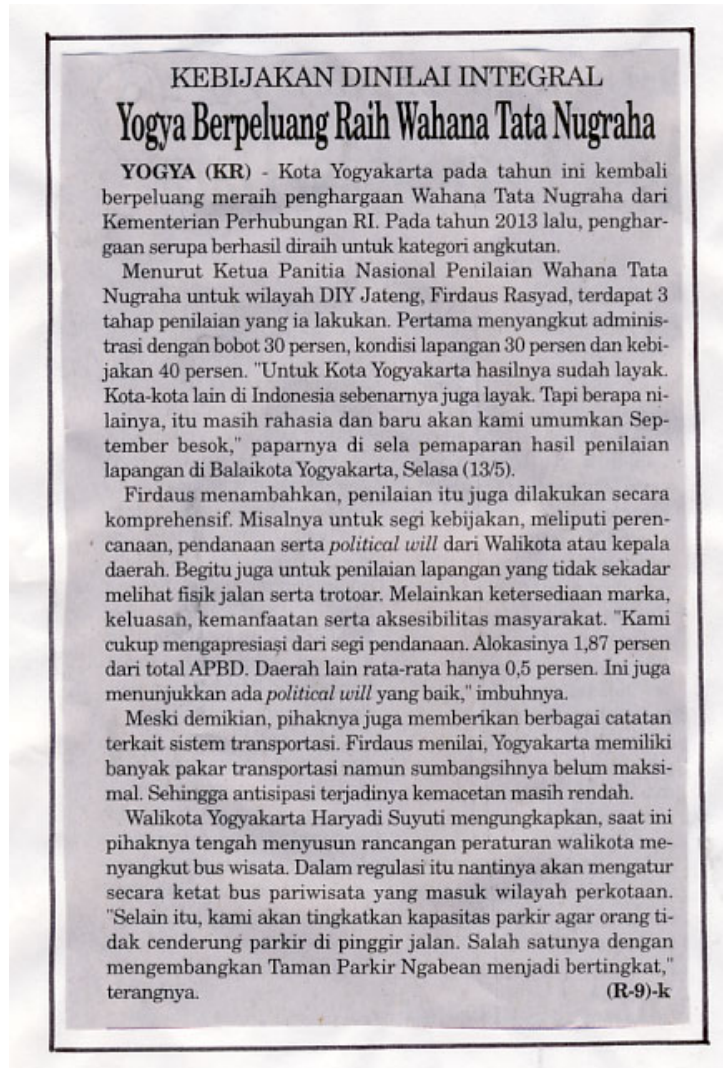 KEBIJAKAN DINILAI INTEGRAL
Yogya Berpeluang Raih Wahana Tata Nugraha
YOGYA (KR) - Kota Yogyakarta pada tahun ini kembali
berpeluang meraih penghargaan Wahana Tata Nugraha dari
Kementerian Perhubungan RI. Pada tahun 2013 lalu, penghar-
gaan serupa berhasil diraih untuk kategori angkutan.
Menurut Ketua Panitia Nasional Penilaian Wahana Tata
Nugraha untuk wilayah DIY Jateng, Firdaus Rasyad, terdapat 3
tahap penilaian yang ia lakukan. Pertama menyangkut adminis-
trasi dengan bobot 30 persen, kondisi lapangan 30 persen dan kebi-
jakan 40 persen. "Untuk Kota Yogyakarta hasilnya sudah layak.
Kota-kota lain di Indonesia sebenarnya juga layak. Tapi berapa ni-
lainya, itu masih rahasia dan baru akan kami umumkan Sep-
tember besok," paparnya di sela pemaparan hasil penilaian
lapangan di Balaikota Yogyakarta, Selasa (13/5).
Firdaus menambahkan, penilaian itu juga dilakukan secara
komprehensif. Misalnya untuk segi kebijakan, meliputi peren-
canaan, pendanaan serta political will dari Walikota atau kepala
daerah. Begitu juga untuk penilaian lapangan yang tidak sekadar
melihat fisik jalan serta trotoar. Melainkan ketersediaan marka,
keluasan, kemanfaatan serta aksesibilitas masyarakat. "Kami
cukup mengapresiasi dari segi pendanaan. Alokasinya 1,87 persen
dari total APBD. Daerah lain rata-rata hanya 0,5 persen. Ini juga
menunjukkan ada political will yang baik," imbuhnya.
Meski demikian, pihaknya juga memberikan berbagai catatan
terkait sistem transportasi. Firdaus menilai, Yogyakarta memiliki
banyak pakar transportasi namun sumbangsihnya belum maksi-
mal. Sehingga antisipasi terjadinya kemacetan masih rendah.
Walikota Yogyakarta Haryadi Suyuti mengungkapkan, saat ini
pihaknya tengah menyusun rancangan peraturan walikota me-
nyangkut bus wisata. Dalam regulasi itu nantinya akan mengatur
secara ketat bus pariwisata yang masuk wilayah perkotaan.
"Selain itu, kami akan tingkatkan kapasitas parkir agar orang ti-
dak cenderung parkir di pinggir jalan. Salah satunya dengan
mengembangkan Taman Parkir Ngabean menjadi bertingkat,"
terangnya. (R-9)-k